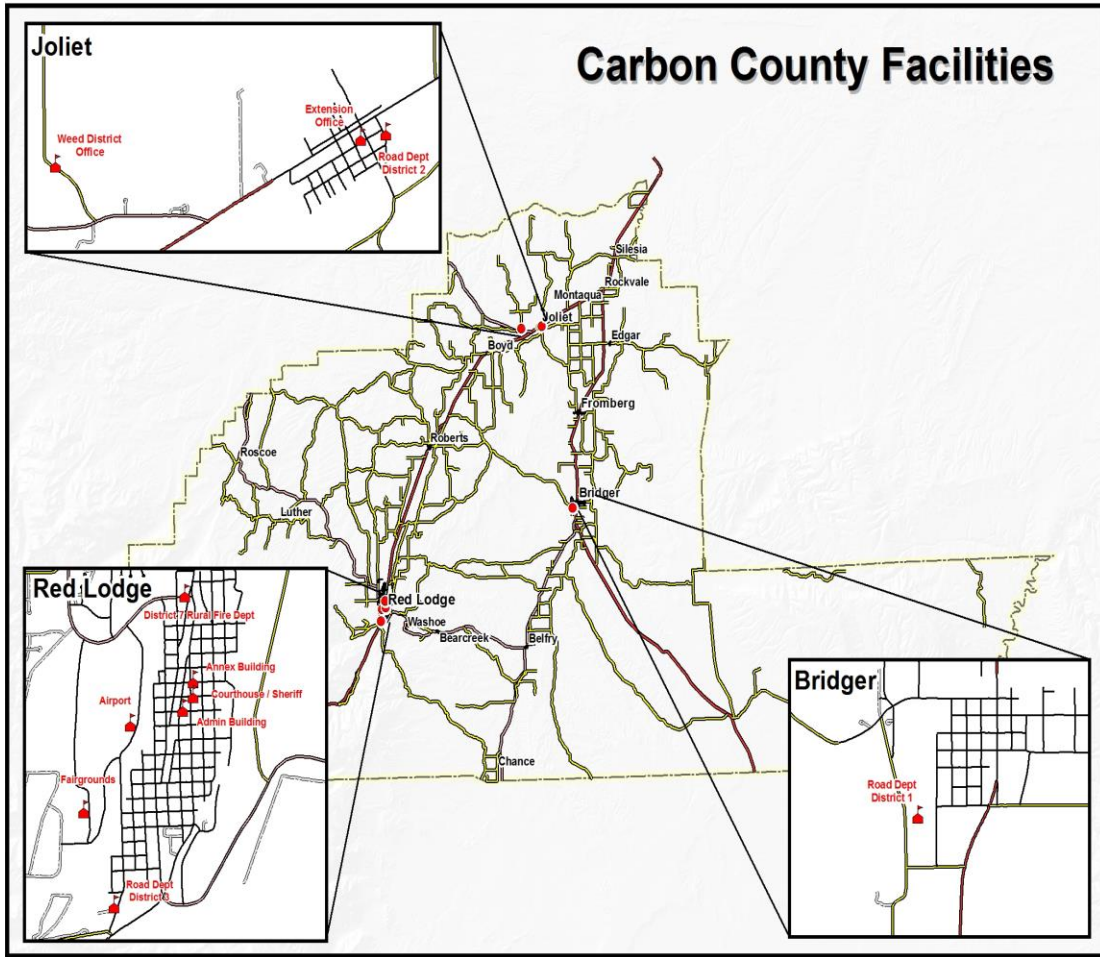 Carbon County Facilities
Joliet
Weed District
Office
Extension
Office
Road Dept
District 2
Silesia
Rockvale
Montaqua
Joliet
Edgar
Boyd
Fromberg
Roberts
Roscoe
Bridger
Luther
Red Lodge
Washoe
Bearcreek
Belfry
Chance
Red Lodge
District 7 Rural Fire Dept
Annex Building
Courthouse / Sheriff
Airport
Admin Building
Fairgrounds
Road Dept
District 3
Bridger
Road Dept
District 1